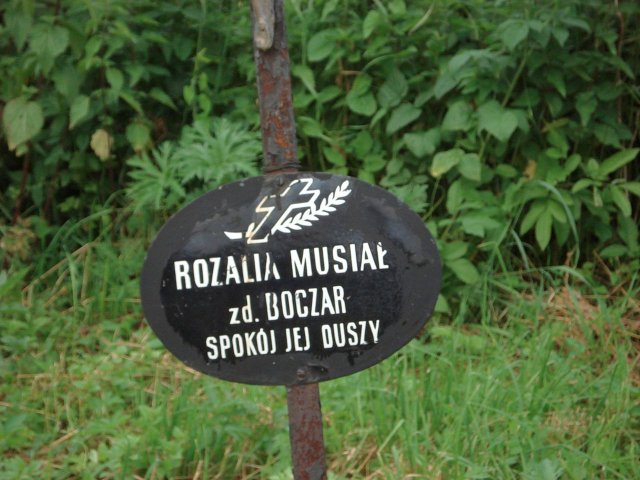 ROZALIA MUSIAŁ
zd. BOCZAR
SPOKÓJ JEJ DUSZY